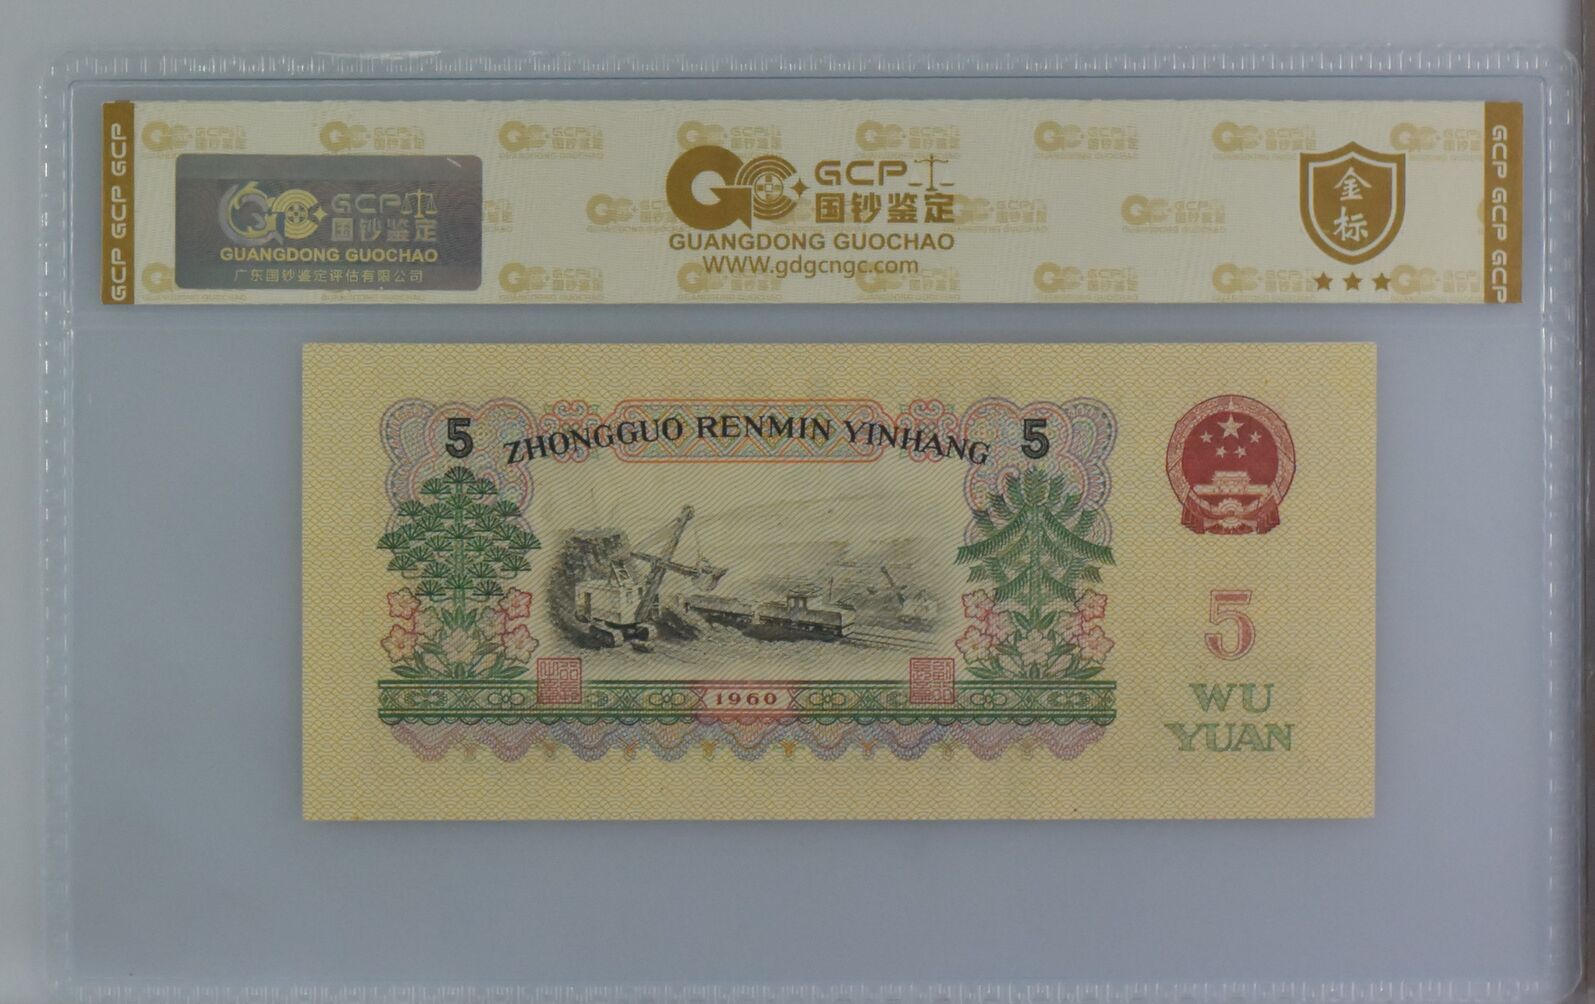 GCP GCP GCP
GCP
国钞鉴定
GUANGDONG GUOCHAO
广东国钞鉴定评估有限公司
GCP
国钞鉴定
GUANGDONG GUOCHAO
WWW.gdgcngc.com
金
标
GCP GCP GCP
5
ZHONGGUO RENMIN YINHANG
5
1960
5
WU
YUAN